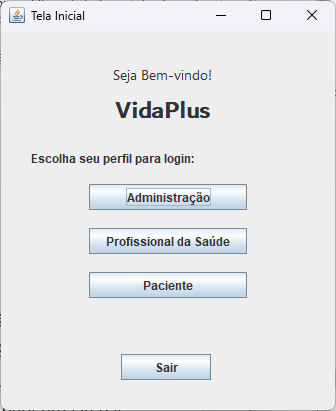 Tela Inicial
Seja Bem-vindo!
VidaPlus
Escolha seu perfil para login:
Administração
Profissional da Saúde
Paciente
Sair